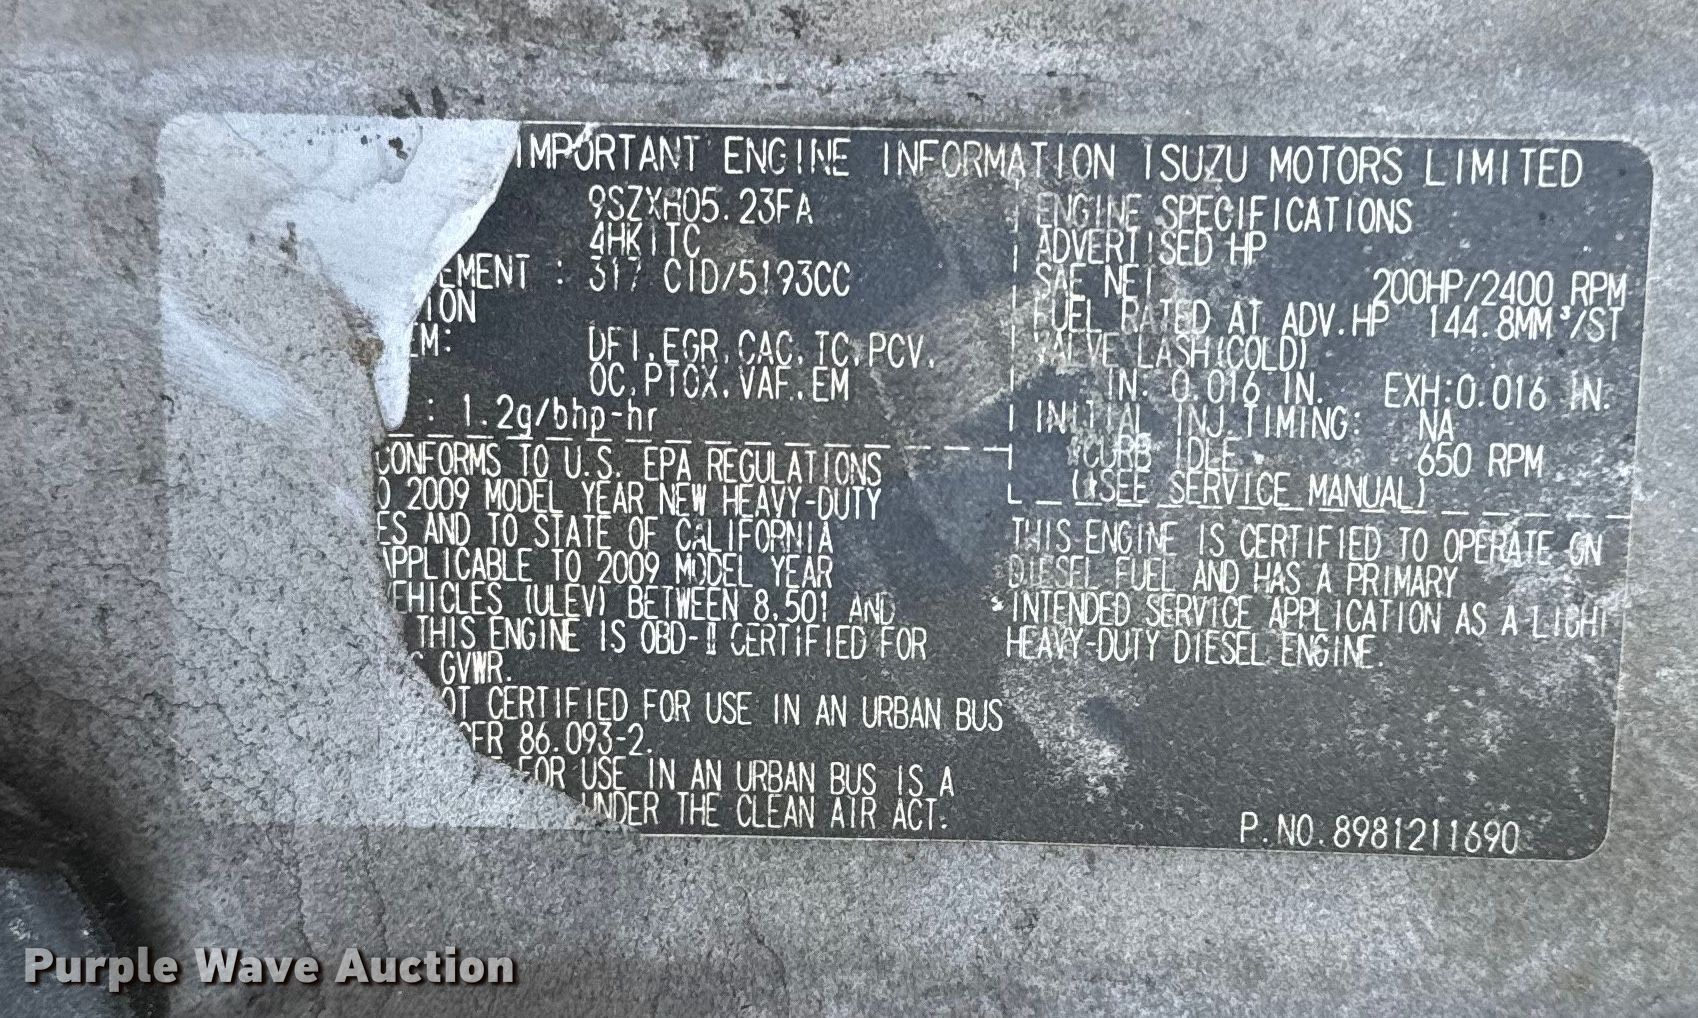 IMPORTANT ENGINE INFORMATION ISUZU MOTORS LIMITED
9SZXH05.23FA
4HK1TC
EMENT : 317 CID/5193CC
TION
EM: DFI,EGR,CAC,TC,PCV,
OC,PTOX,VAF,EM
: 1.2g/bhp-hr
CONFORMS TO U.S. EPA REGULATIONS
O 2009 MODEL YEAR NEW HEAVY-DUTY
ES AND TO STATE OF CALIFORNIA
APPLICABLE TO 2009 MODEL YEAR
EHICLES (ULEV) BETWEEN 8,501 AND
THIS ENGINE IS OBD-II CERTIFIED FOR
S GVWR.
OT CERTIFIED FOR USE IN AN URBAN BUS
CFR 86.093-2.
FOR USE IN AN URBAN BUS IS A
UNDER THE CLEAN AIR ACT.
ENGINE SPECIFICATIONS
ADVERTISED HP
SAE NET 200HP/2400 RPM
FUEL RATED AT ADV.HP 144.8MM³/ST
VALVE LASH(COLD)
IN: 0.016 IN. EXH:0.016 IN.
INITIAL INJ.TIMING: NA
*CURB IDLE 650 RPM
(*SEE SERVICE MANUAL)
THIS ENGINE IS CERTIFIED TO OPERATE ON
DIESEL FUEL AND HAS A PRIMARY
INTENDED SERVICE APPLICATION AS A LIGHT
HEAVY-DUTY DIESEL ENGINE.
P.NO.8981211690
Purple Wave Auction